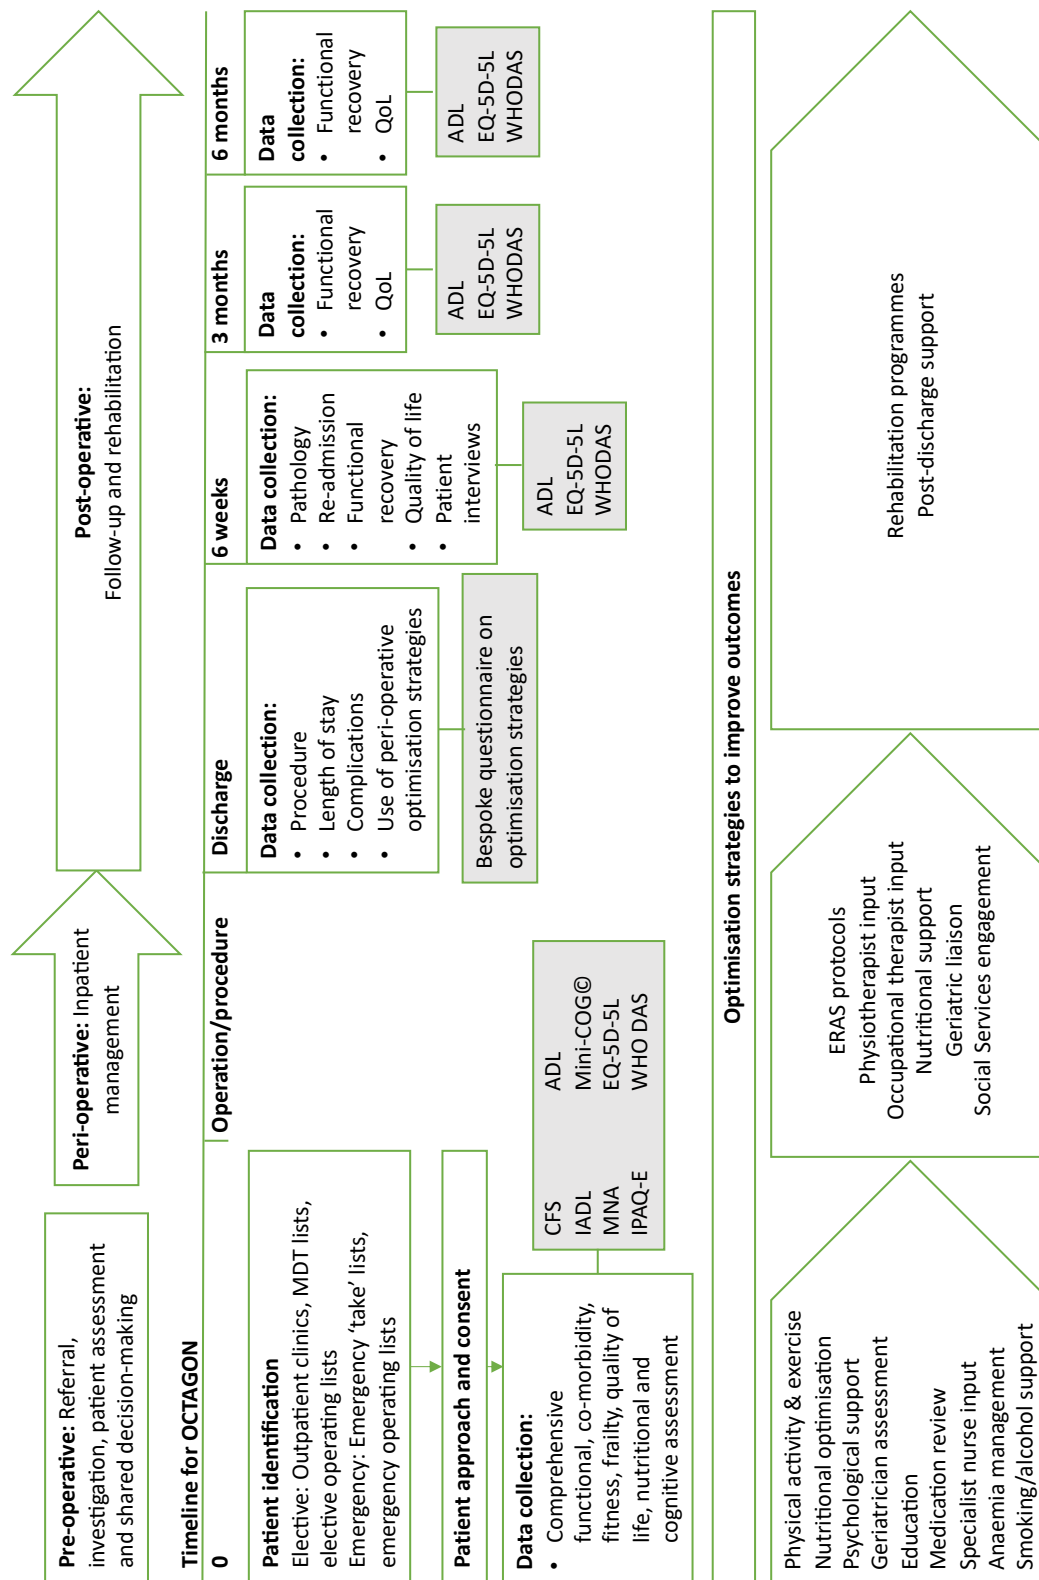 Pre-operative: Referral,
investigation, patient assessment
and shared decision-making
Peri-operative: Inpatient
management
Post-operative:
Follow-up and rehabilitation
Timeline for OCTAGON
0
Operation/procedure
Discharge
6 weeks
3 months
6 months
Patient identification
Elective: Outpatient clinics, MDT lists,
elective operating lists
Emergency: Emergency ‘take’ lists,
emergency operating lists
Patient approach and consent
Data collection:
• Comprehensive
functional, co-morbidity,
fitness, frailty, quality of
life, nutritional and
cognitive assessment
CFS ADL
IADL Mini-COG©
MNA EQ-5D-5L
IPAQ-E WHO DAS
Data collection:
• Procedure
• Length of stay
• Complications
• Use of peri-operative
optimisation strategies
Bespoke questionnaire on
optimisation strategies
Data collection:
• Pathology
• Re-admission
• Functional
recovery
• Quality of life
• Patient
interviews
ADL
EQ-5D-5L
WHODAS
Data
collection:
• Functional
recovery
• QoL
ADL
EQ-5D-5L
WHODAS
Data
collection:
• Functional
recovery
• QoL
ADL
EQ-5D-5L
WHODAS
Optimisation strategies to improve outcomes
Physical activity & exercise
Nutritional optimisation
Psychological support
Geriatrician assessment
Education
Medication review
Specialist nurse input
Anaemia management
Smoking/alcohol support
ERAS protocols
Physiotherapist input
Occupational therapist input
Nutritional support
Geriatric liaison
Social Services engagement
Rehabilitation programmes
Post-discharge support